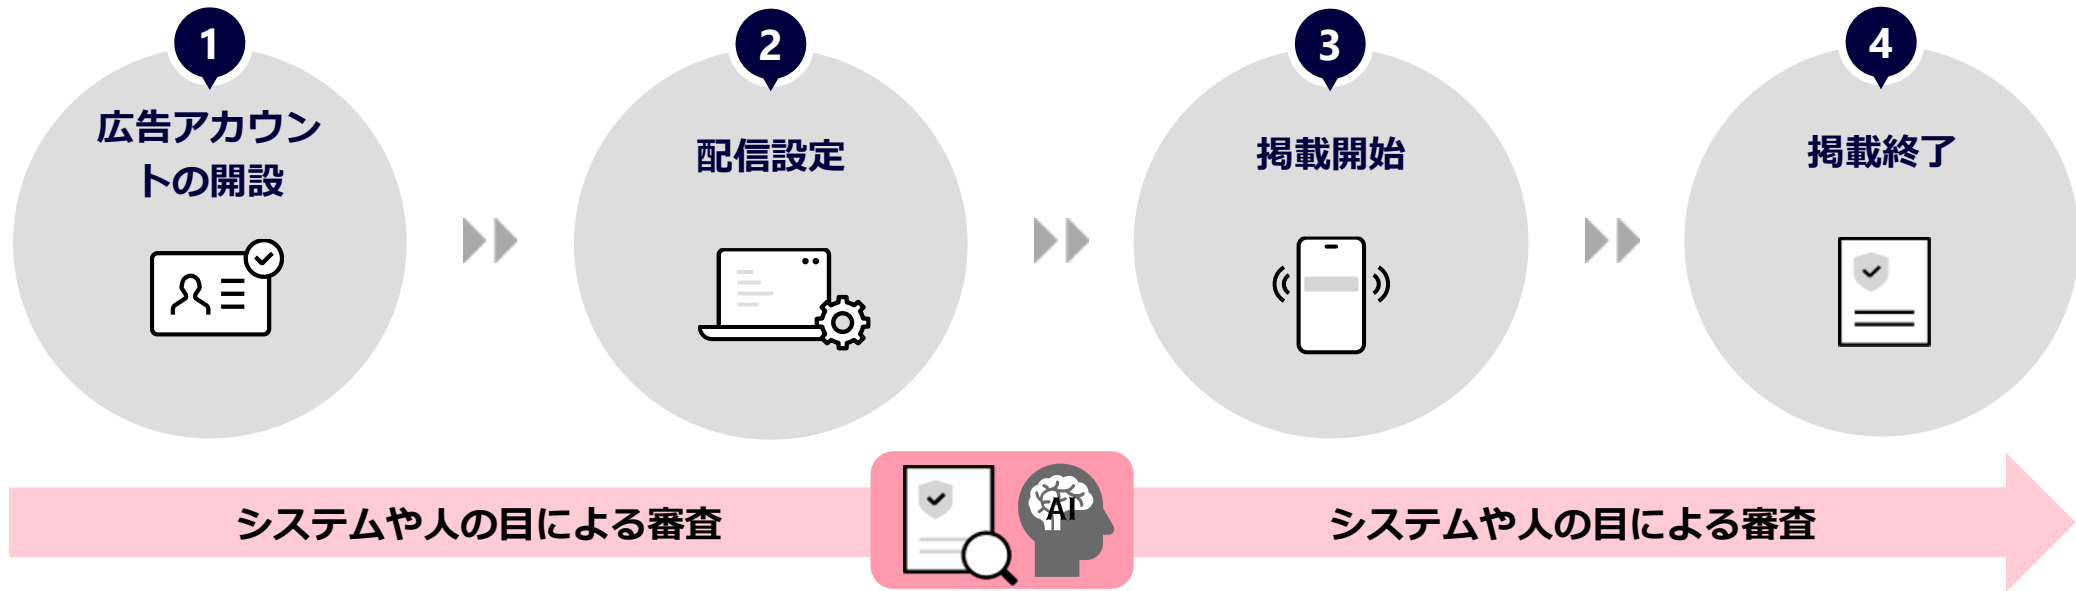 1
広告アカウン
トの開設
2
配信設定
3
掲載開始
4
掲載終了
システムや人の目による審査
AI
システムや人の目による審査